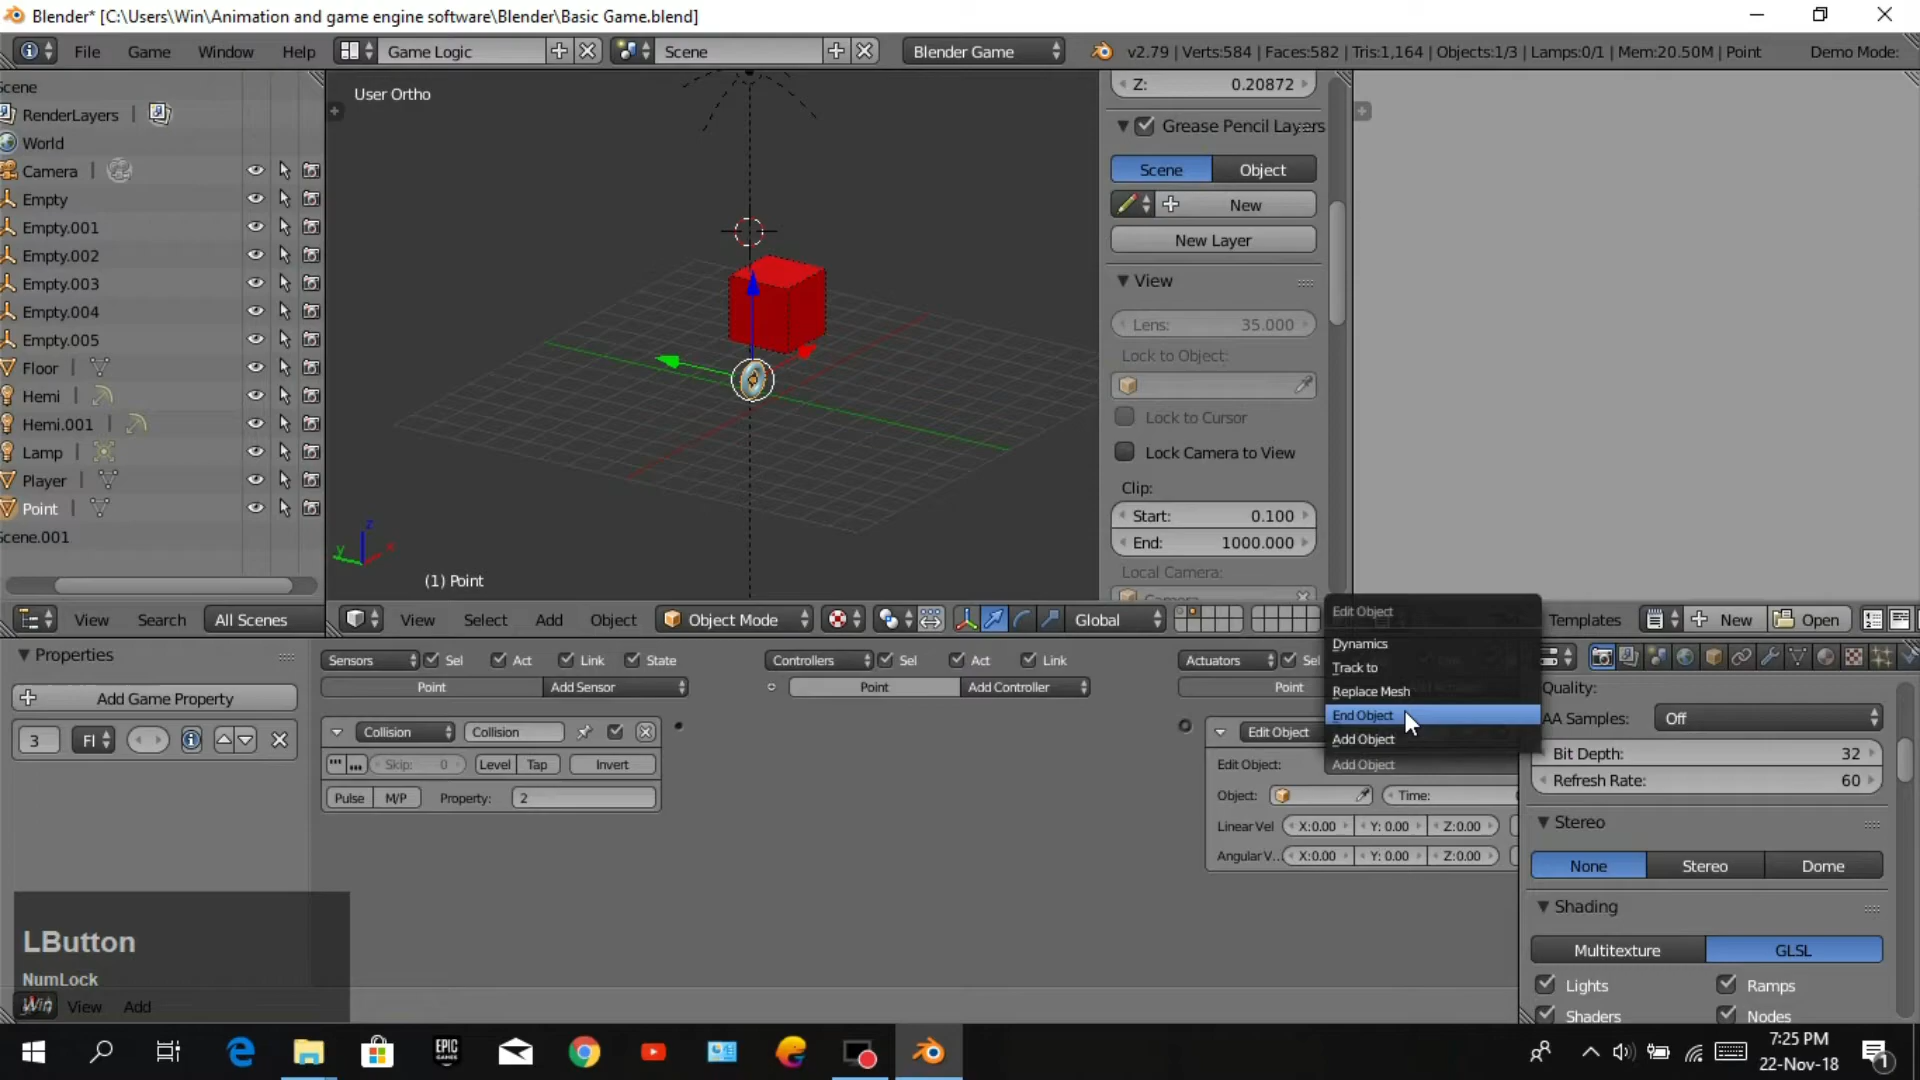 Blender* [C:\Users\Win\Animation and game engine software\Blender\Basic Game.blend]
File Game Window Help Game Logic Scene Blender Game v2.79 | Verts:584 | Faces:582 | Tris:1,164 | Objects:1/3 | Lamps:0/1 | Mem:20.50M | Point Demo Mode:
cene
RenderLayers
World
Camera
Empty
Empty.001
Empty.002
Empty.003
Empty.004
Empty.005
Floor
Hemi
Hemi.001
Lamp
Player
Point
cene.001
View Search All Scenes
User Ortho
(1) Point
Z: 0.20872
Grease Pencil Layers
Scene Object
New
New Layer
View
Lens: 35.000
Lock to Object:
Lock to Cursor
Lock Camera to View
Clip:
Start: 0.100
End: 1000.000
Local Camera:
View Select Add Object Object Mode Global
Templates New Open
Properties
Add Game Property
3 Fl
Sensors Sel Act Link State
Point Add Sensor
Collision Collision
Skip: 0 Level Tap Invert
Pulse M/P Property: 2
Controllers Sel Act Link
Point Add Controller
Actuators Sel
Point
Edit Object
Edit Object:
Object: Time:
Linear Vel X:0.00 Y: 0.00 Z:0.00
Angular V... X:0.00 Y: 0.00 Z:0.00
Edit Object
Dynamics
Track to
Replace Mesh
End Object
Add Object
Add Object
Quality:
AA Samples: Off
Bit Depth: 32
Refresh Rate: 60
Stereo
None Stereo Dome
Shading
Multitexture GLSL
Lights Ramps
Shaders Nodes
LButton
NumLock
Win
View Add
EPIC
GAMES
7:25 PM
22-Nov-18
1